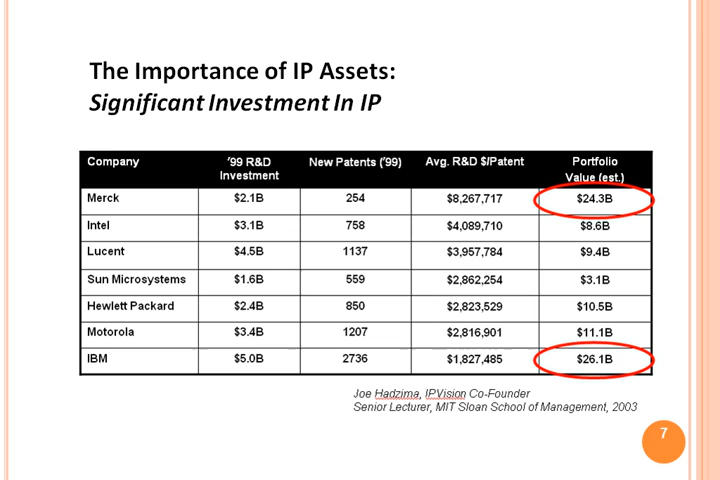 The Importance of IP Assets:
Significant Investment In IP
Company '99 R&D Investment New Patents ('99) Avg. R&D $/Patent Portfolio Value (est.)
Merck $2.1B 254 $8,267,717 $24.3B
Intel $3.1B 758 $4,089,710 $8.6B
Lucent $4.5B 1137 $3,957,784 $9.4B
Sun Microsystems $1.6B 559 $2,862,254 $3.1B
Hewlett Packard $2.4B 850 $2,823,529 $10.5B
Motorola $3.4B 1207 $2,816,901 $11.1B
IBM $5.0B 2736 $1,827,485 $26.1B
Joe Hadzima, IPVision Co-Founder
Senior Lecturer, MIT Sloan School of Management, 2003
7